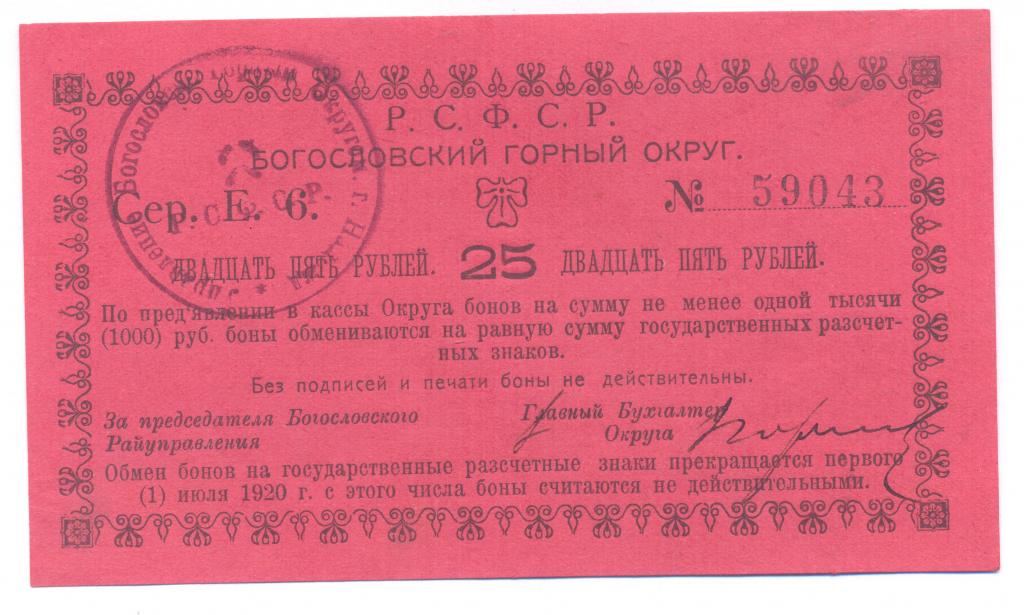 Р. С. Ф. С. Р.
БОГОСЛОВСКИЙ ГОРНЫЙ ОКРУГ.
Сер. Е. 6.
№ 59043
ДВАДЦАТЬ ПЯТЬ РУБЛЕЙ. 25 ДВАДЦАТЬ ПЯТЬ РУБЛЕЙ.
По пред'явлении в кассы Округа бонов на сумму не менее одной тысячи
(1000) руб. боны обмениваются на равную сумму государственных разсчет-
ных знаков.
Без подписей и печати боны не действительны.
За председателя Богословского
Райуправления
Главный Бухгалтер
Округа
Обмен бонов на государственные разсчетные знаки прекращается первого
(1) июля 1920 г. с этого числа боны считаются не действительными.
Р. С. Ф. С. Р.